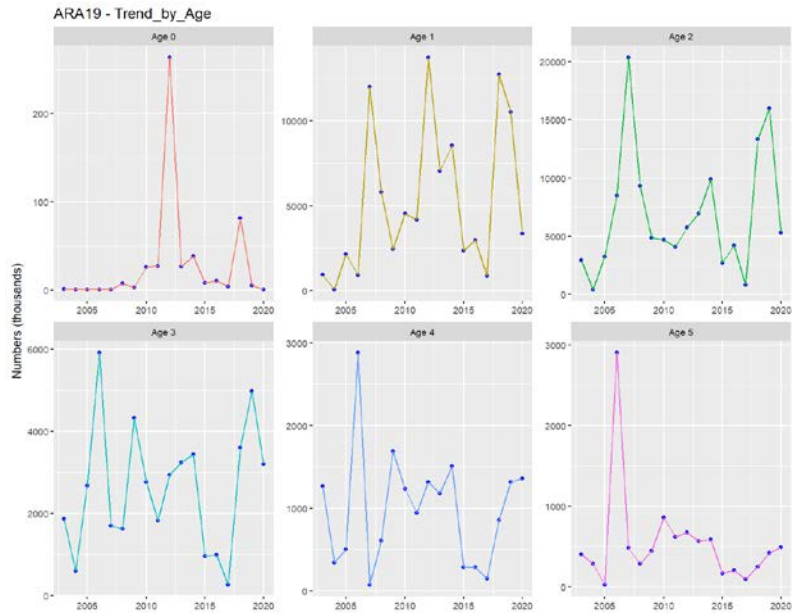 ARA19 - Trend_by_Age
Age 0
Age 1
Age 2
200
100
0
10000
5000
0
20000
15000
10000
5000
0
2005 2010 2015 2020
2005 2010 2015 2020
2005 2010 2015 2020
Numbers (thousands)
Age 3
Age 4
Age 5
6000
4000
2000
0
3000
2000
1000
0
3000
2000
1000
0
2005 2010 2015 2020
2005 2010 2015 2020
2005 2010 2015 2020